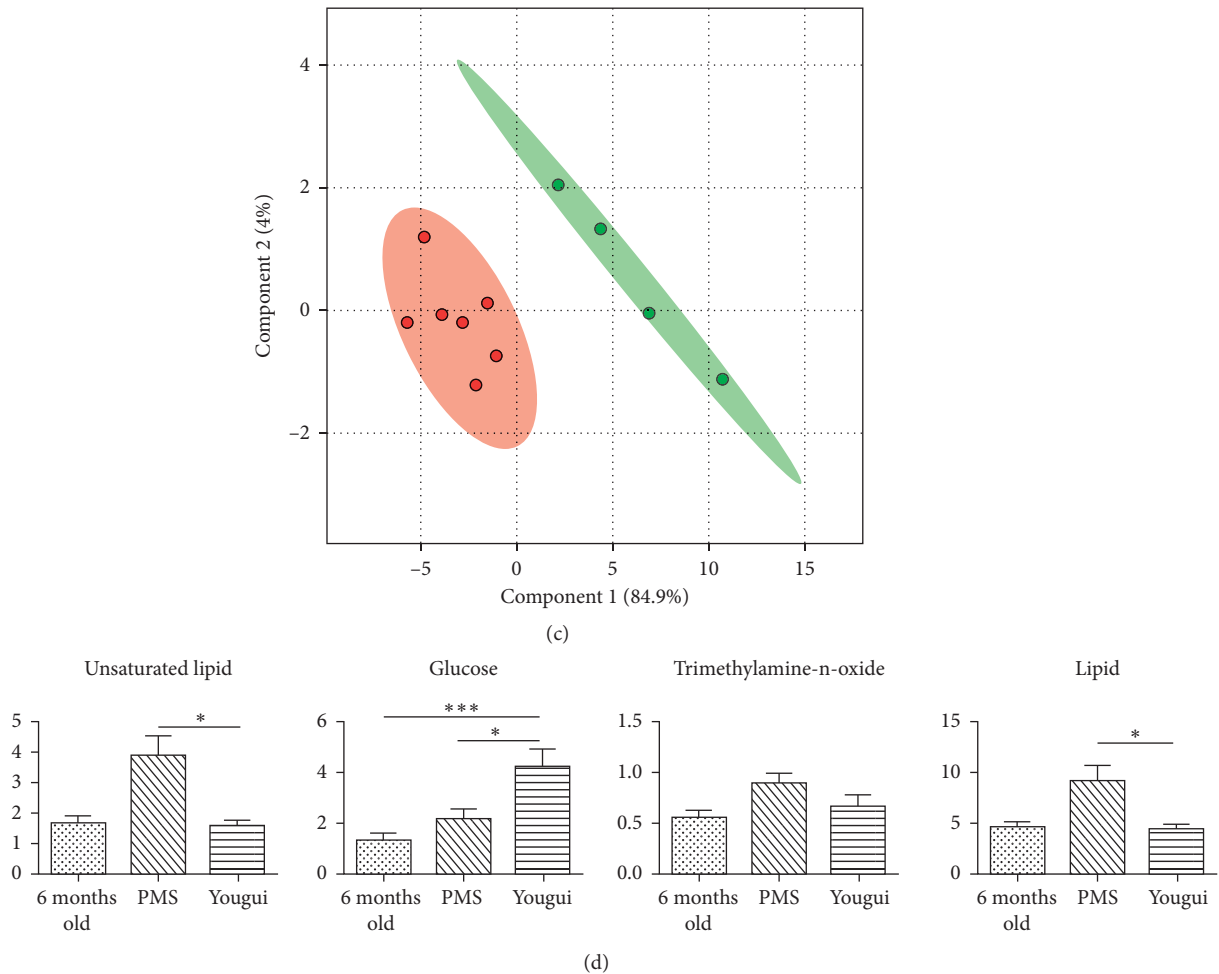 4
2
0
−2
Component 2 (4%)
−5 0 5 10 15
Component 1 (84.9%)
(c)
Unsaturated lipid
5
4
3
2
1
0
*
6 months old
PMS
Yougui
Glucose
6
4
2
0
***
*
6 months old
PMS
Yougui
Trimethylamine-n-oxide
1.5
1.0
0.5
0.0
6 months old
PMS
Yougui
Lipid
15
10
5
0
*
6 months old
PMS
Yougui
(d)